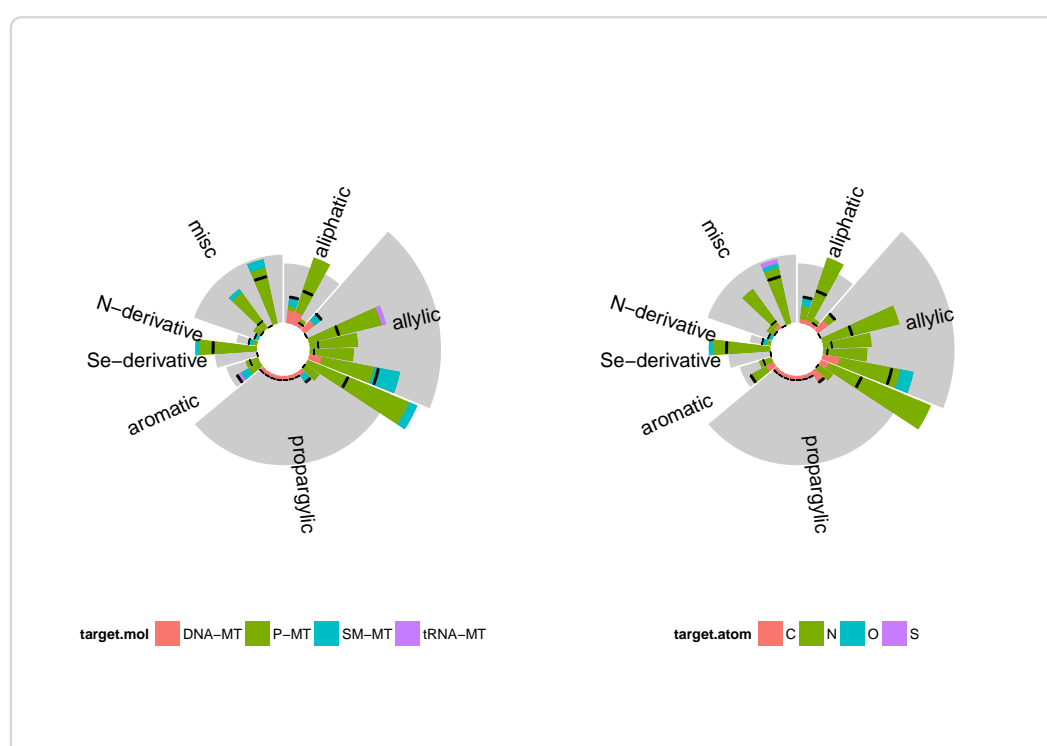 misc
aliphatic
allylic
N−derivative
Se−derivative
aromatic
propargylic
target.mol DNA−MT P−MT SM−MT tRNA−MT
misc
aliphatic
allylic
N−derivative
Se−derivative
aromatic
propargylic
target.atom C N O S